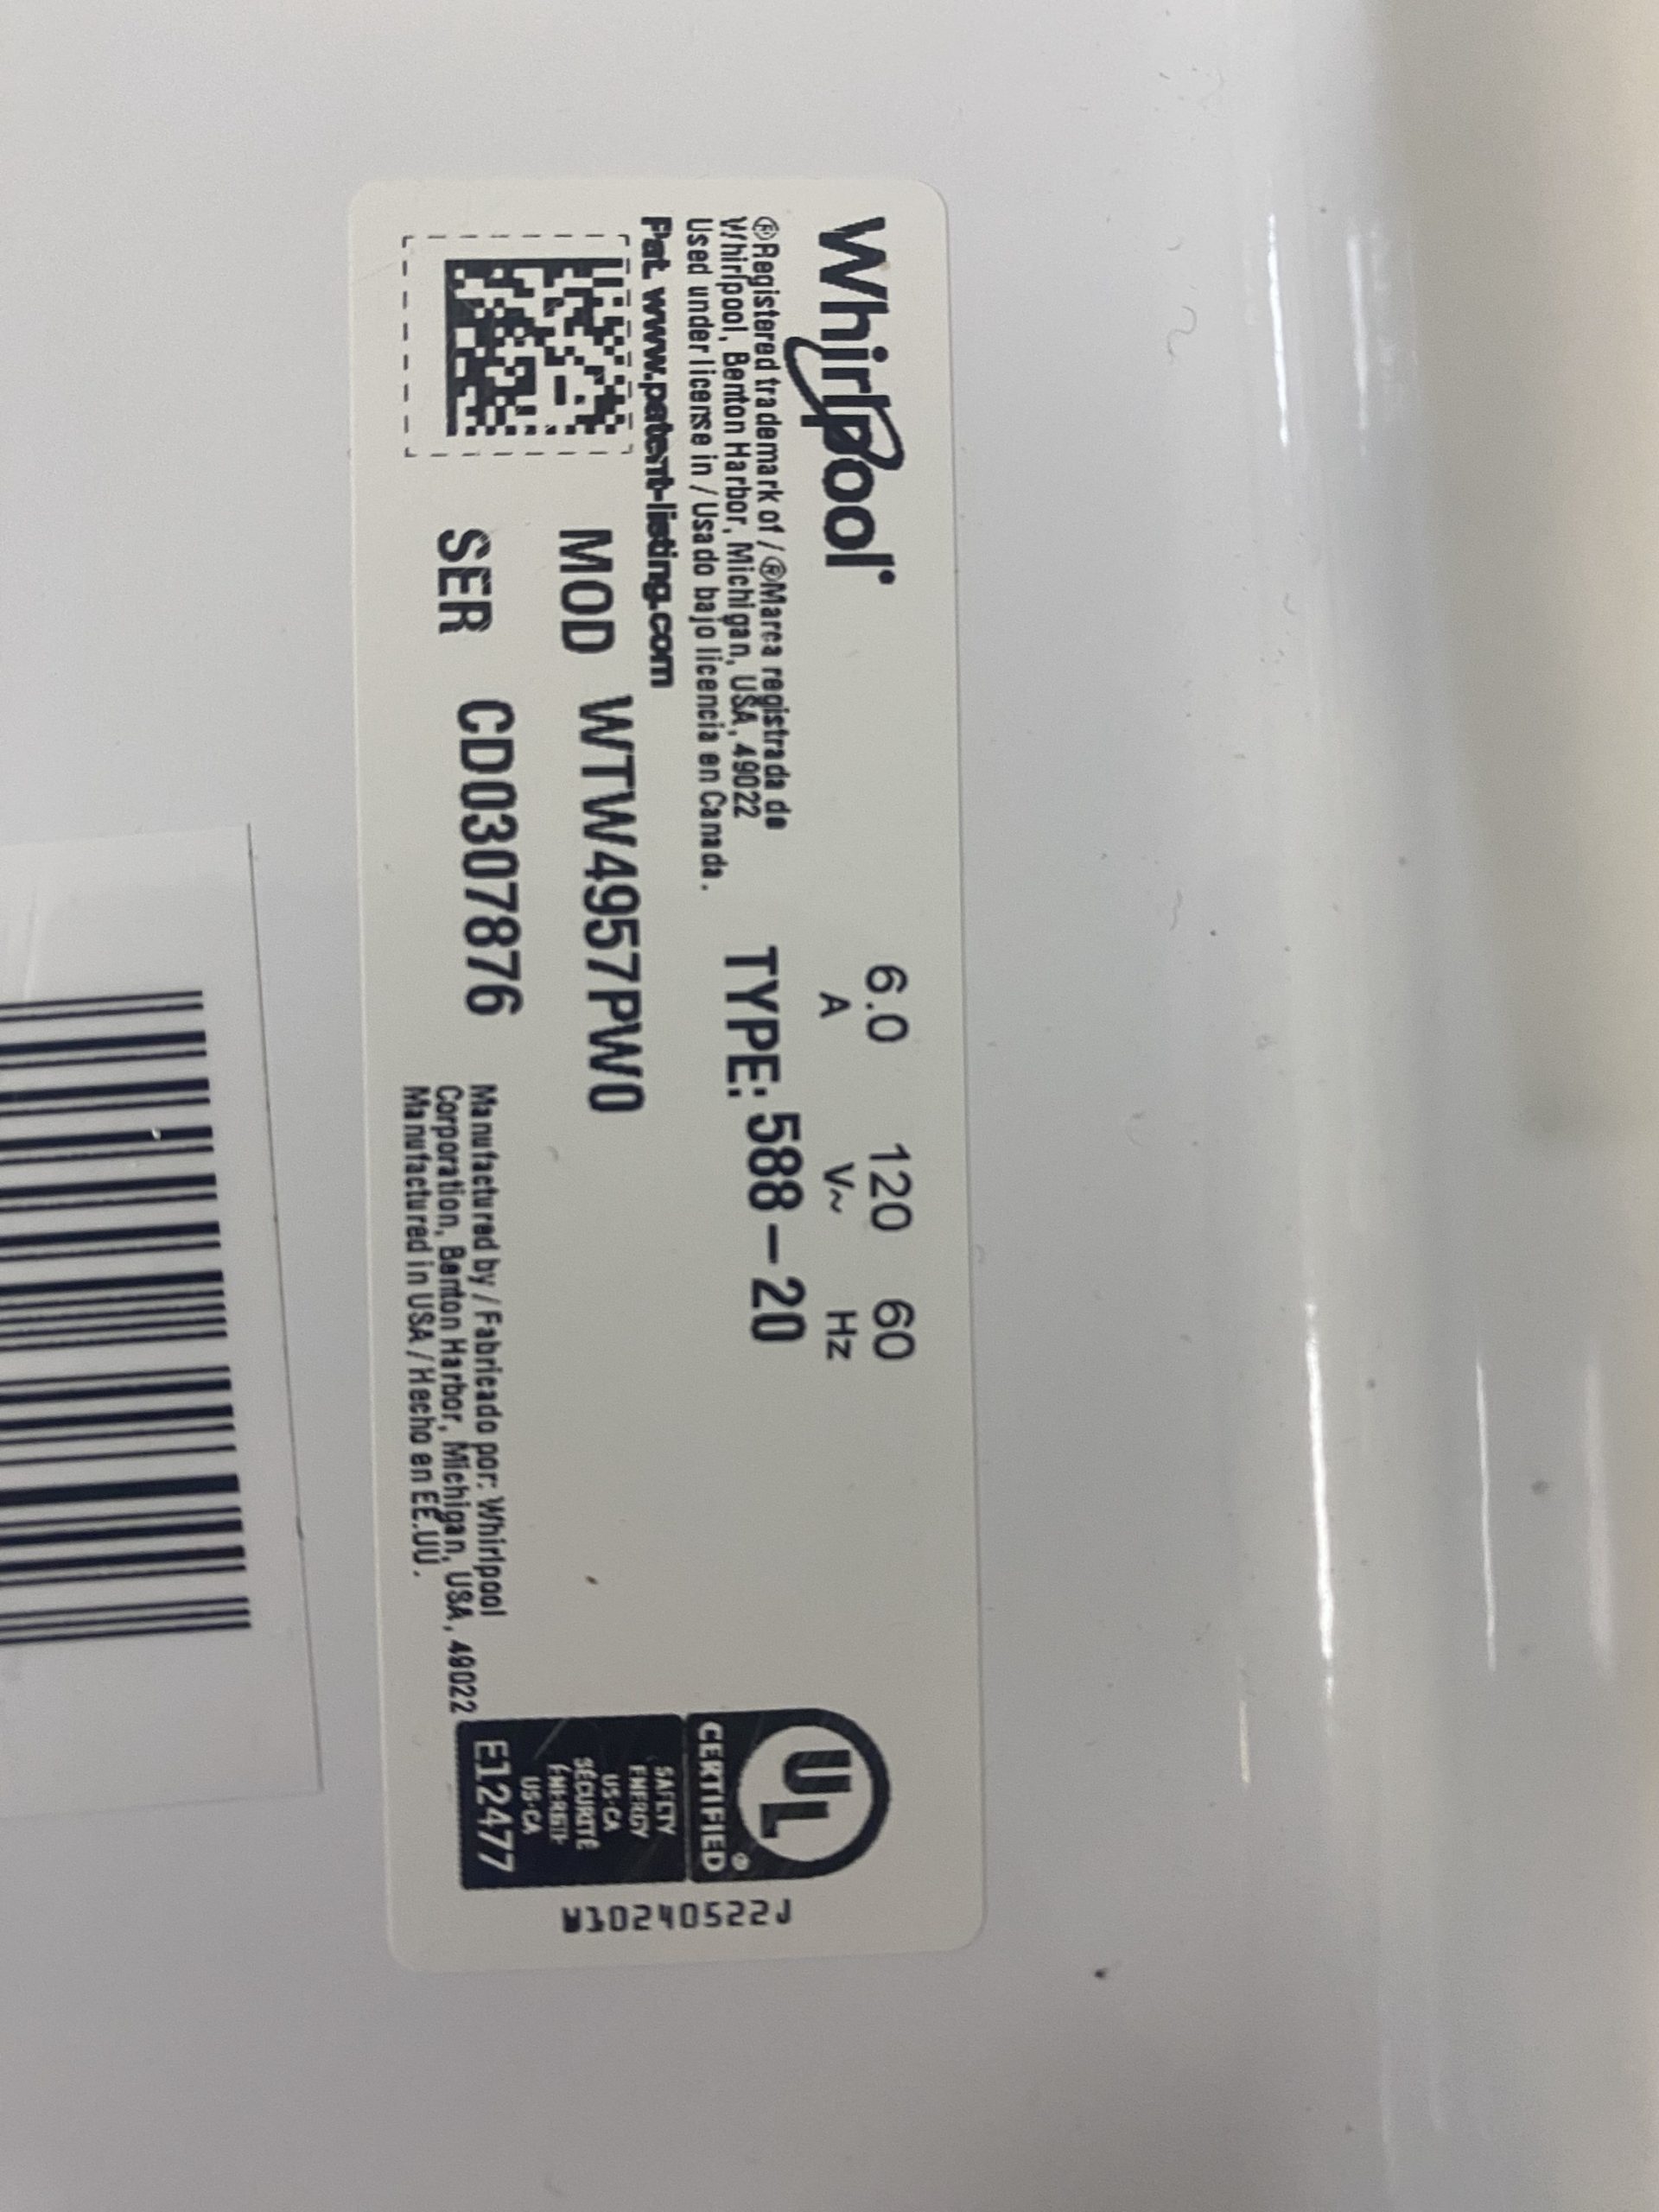 Whirlpool®
®Registered trademark of / ®Marca registrada de
Whirlpool, Benton Harbor, Michigan, USA, 49022
Used under license in / Usado bajo licencia en Canada.
Pat. www.patent-listing.com
6.0 120 60
A V~ Hz
TYPE: 588-20
MOD WTW4957PW0
SER CD0307876
Manufactured by / Fabricado por: Whirlpool
Corporation, Benton Harbor, Michigan, USA, 49022
Manufactured in USA / Hecho en EE.UU.
UL
CERTIFIED®
SAFETY
ENERGY
US-CA
SÉCURITÉ
ÉNERGIE
US-CA
E12477
W10240522J